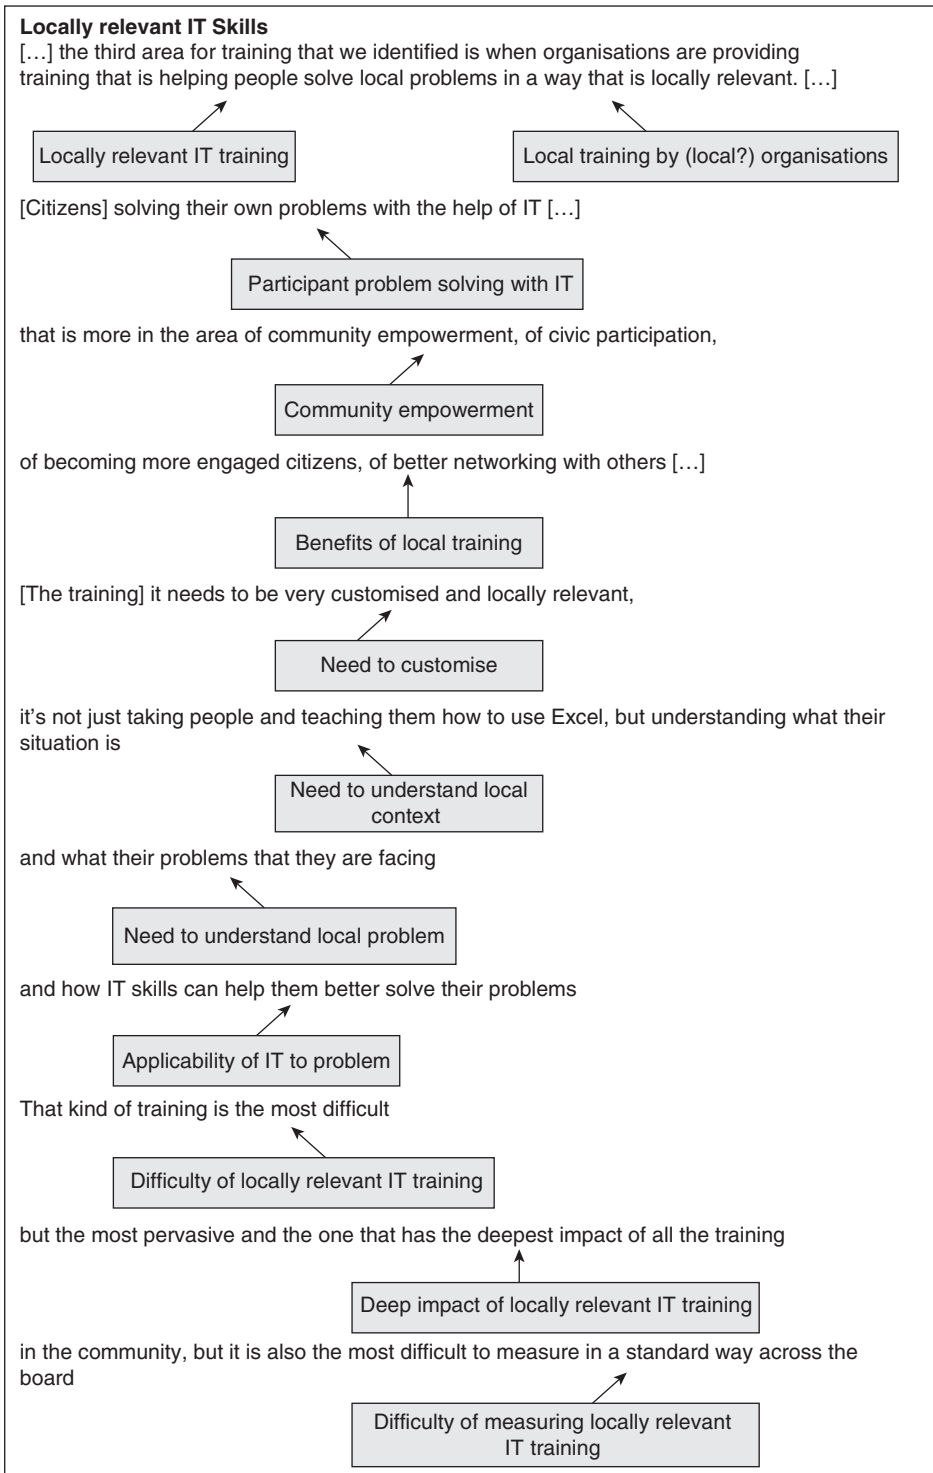 Locally relevant IT Skills
[…] the third area for training that we identified is when organisations are providing
training that is helping people solve local problems in a way that is locally relevant. […]
Locally relevant IT training
Local training by (local?) organisations
[Citizens] solving their own problems with the help of IT […]
Participant problem solving with IT
that is more in the area of community empowerment, of civic participation,
Community empowerment
of becoming more engaged citizens, of better networking with others […]
Benefits of local training
[The training] it needs to be very customised and locally relevant,
Need to customise
it's not just taking people and teaching them how to use Excel, but understanding what their
situation is
Need to understand local
context
and what their problems that they are facing
Need to understand local problem
and how IT skills can help them better solve their problems
Applicability of IT to problem
That kind of training is the most difficult
Difficulty of locally relevant IT training
but the most pervasive and the one that has the deepest impact of all the training
Deep impact of locally relevant IT training
in the community, but it is also the most difficult to measure in a standard way across the
board
Difficulty of measuring locally relevant
IT training